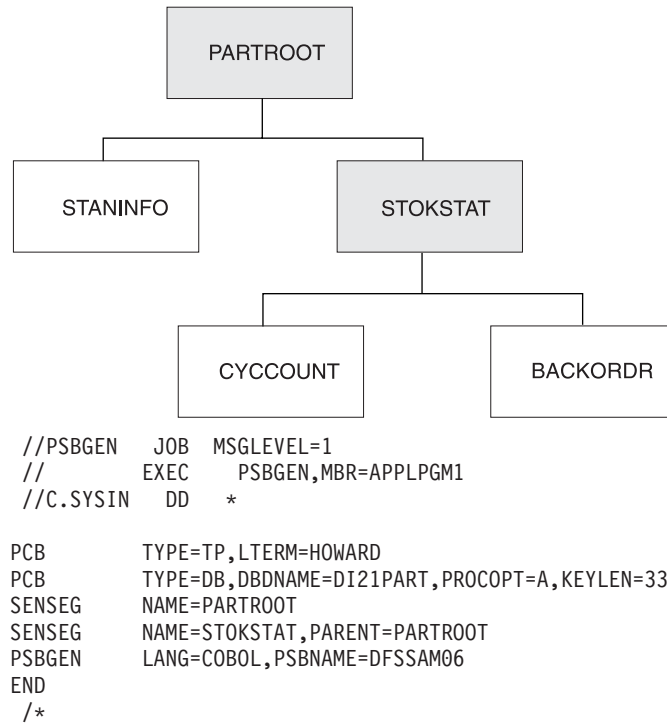 PARTROOT
STANINFO
STOKSTAT
CYCCOUNT
BACKORDR
//PSBGEN   JOB  MSGLEVEL=1
//         EXEC    PSBGEN,MBR=APPLPGM1
//C.SYSIN   DD   *
PCB        TYPE=TP,LTERM=HOWARD
PCB        TYPE=DB,DBDNAME=DI21PART,PROCOPT=A,KEYLEN=33
SENSEG     NAME=PARTROOT
SENSEG     NAME=STOKSTAT,PARENT=PARTROOT
PSBGEN     LANG=COBOL,PSBNAME=DFSSAM06
END
/*